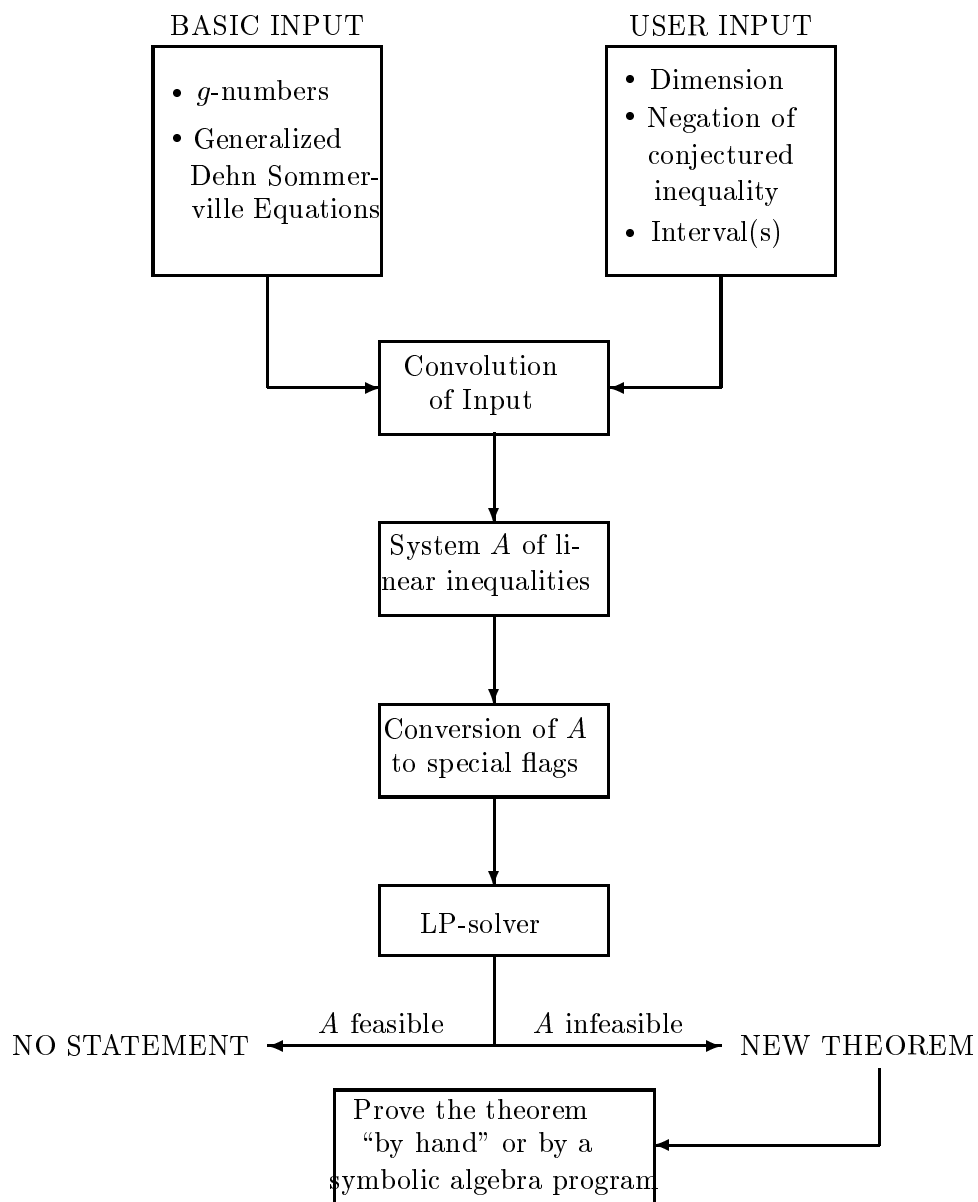 BASIC INPUT
• g-numbers
• Generalized
Dehn Sommer-
ville Equations
USER INPUT
• Dimension
• Negation of
conjectured
inequality
• Interval(s)
Convolution
of Input
System A of li-
near inequalities
Conversion of A
to special flags
LP-solver
A feasible
A infeasible
NO STATEMENT
NEW THEOREM
Prove the theorem
“by hand” or by a
symbolic algebra program